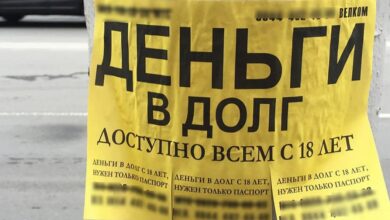 ВЕЛКОМ
ДЕНЬГИ
В ДОЛГ
ДОСТУПНО ВСЕМ С 18 ЛЕТ
ДЕНЬГИ В ДОЛГ С 18 ЛЕТ,
НУЖЕН ТОЛЬКО ПАСПОРТ
ДЕНЬГИ В ДОЛГ С 18 ЛЕТ,
НУЖЕН ТОЛЬКО ПАСПОРТ
ДЕНЬГИ В ДОЛГ С 18 ЛЕТ,
НУЖЕН ТОЛЬКО ПАСПОРТ